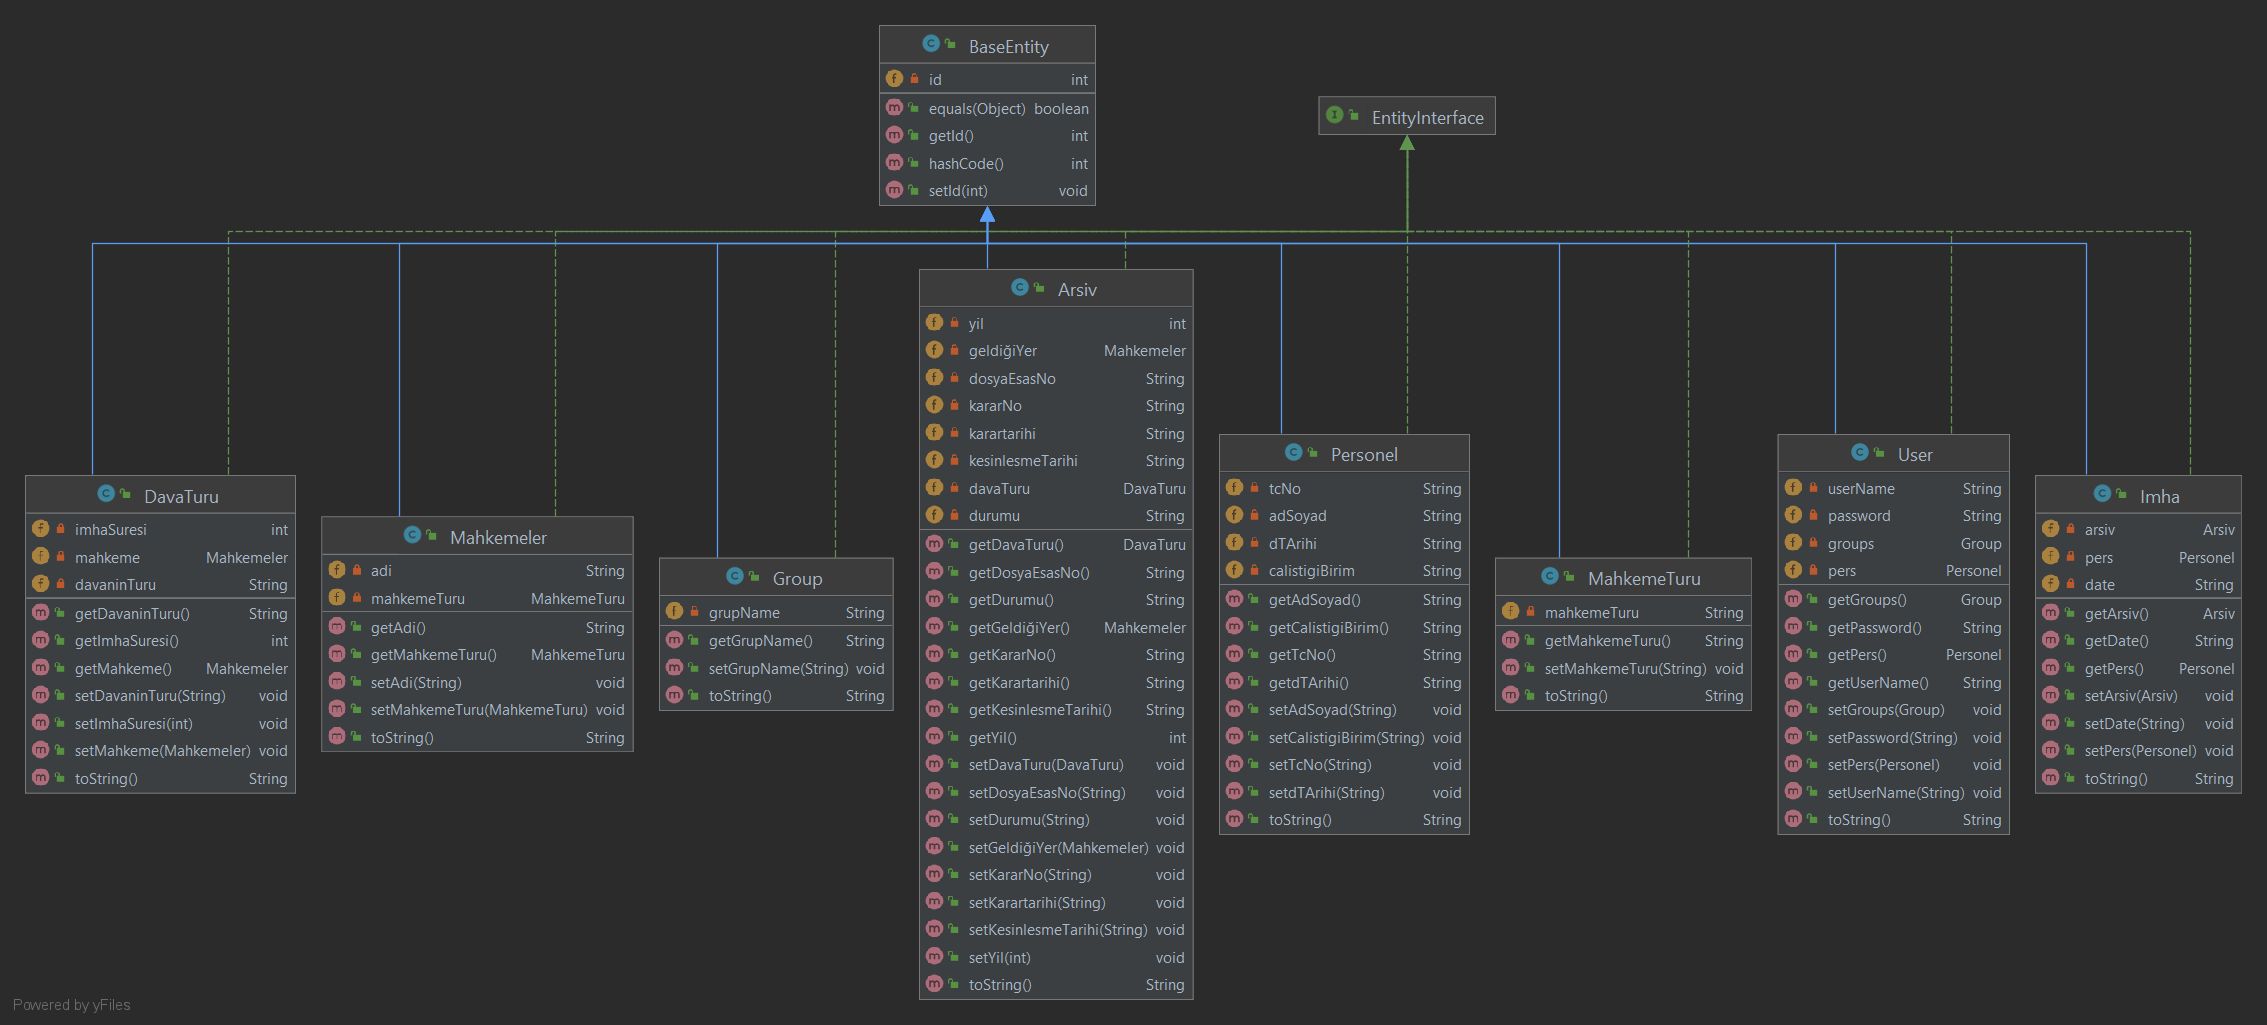 BaseEntity
id int
equals(Object) boolean
getId() int
hashCode() int
setId(int) void
EntityInterface
DavaTuru
imhaSuresi int
mahkeme Mahkemeler
davaninTuru String
getDavaninTuru() String
getImhaSuresi() int
getMahkeme() Mahkemeler
setDavaninTuru(String) void
setImhaSuresi(int) void
setMahkeme(Mahkemeler) void
toString() String
Mahkemeler
adi String
mahkemeTuru MahkemeTuru
getAdi() String
getMahkemeTuru() MahkemeTuru
setAdi(String) void
setMahkemeTuru(MahkemeTuru) void
toString() String
Group
grupName String
getGrupName() String
setGrupName(String) void
toString() String
Arsiv
yil int
geldiğiYer Mahkemeler
dosyaEsasNo String
kararNo String
karartarihi String
kesinlesmeTarihi String
davaTuru DavaTuru
durumu String
getDavaTuru() DavaTuru
getDosyaEsasNo() String
getDurumu() String
getGeldiğiYer() Mahkemeler
getKararNo() String
getKarartarihi() String
getKesinlesmeTarihi() String
getYil() int
setDavaTuru(DavaTuru) void
setDosyaEsasNo(String) void
setDurumu(String) void
setGeldiğiYer(Mahkemeler) void
setKararNo(String) void
setKarartarihi(String) void
setKesinlesmeTarihi(String) void
setYil(int) void
toString() String
Personel
tcNo String
adSoyad String
dTArihi String
calistigiBirim String
getAdSoyad() String
getCalistigiBirim() String
getTcNo() String
getdTArihi() String
setAdSoyad(String) void
setCalistigiBirim(String) void
setTcNo(String) void
setdTArihi(String) void
toString() String
MahkemeTuru
mahkemeTuru String
getMahkemeTuru() String
setMahkemeTuru(String) void
toString() String
User
userName String
password String
groups Group
pers Personel
getGroups() Group
getPassword() String
getPers() Personel
getUserName() String
setGroups(Group) void
setPassword(String) void
setPers(Personel) void
setUserName(String) void
toString() String
Imha
arsiv Arsiv
pers Personel
date String
getArsiv() Arsiv
getDate() String
getPers() Personel
setArsiv(Arsiv) void
setDate(String) void
setPers(Personel) void
toString() String
Powered by yFiles